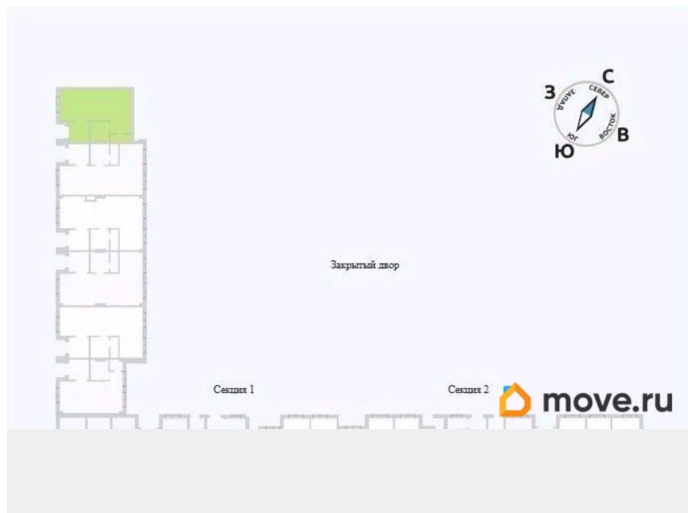 С
З
СЕВЕР
ЗАПАД
ВОСТОК
В
ЮГ
Ю
Закрытый двор
Секция 1
Секция 2
move.ru